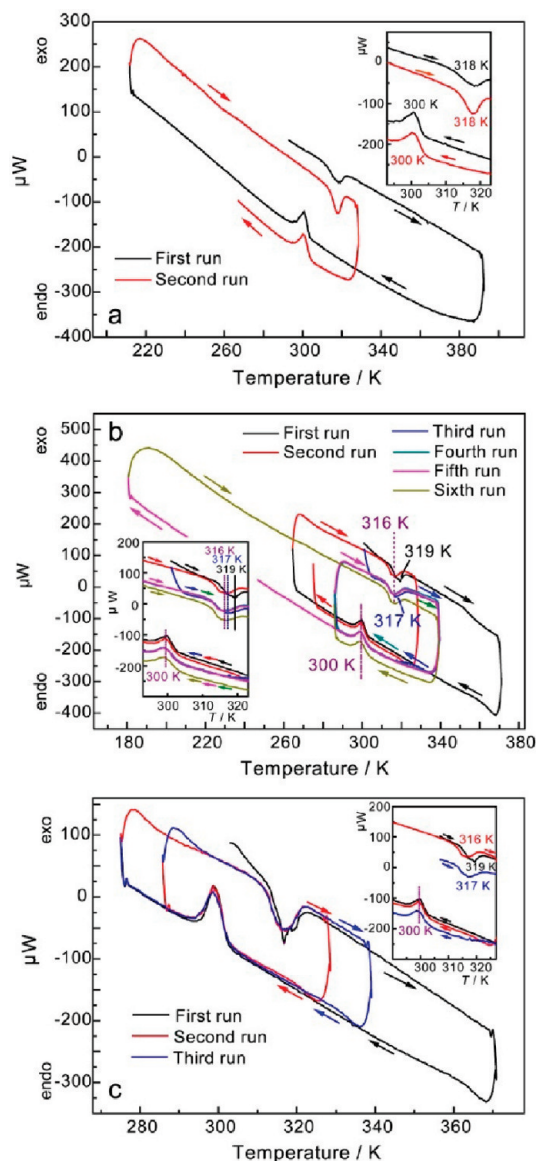 exo
300
200
100
0
-100
-200
-300
-400
µW
endo
a
First run
Second run
220
260
300
340
380
Temperature / K
µW
0
-100
-200
318 K
318 K
300 K
300 K
300
310
320
T / K
b
exo
500
400
300
200
100
0
-100
-200
-300
-400
µW
endo
First run
Second run
Third run
Fourth run
Fifth run
Sixth run
316 K
319 K
317 K
300 K
180
220
260
300
340
380
Temperature / K
200
100
0
-100
-200
µW
316 K
317 K
319 K
300 K
300
310
320
T / K
exo
100
0
-100
-200
-300
µW
endo
c
First run
Second run
Third run
280
300
320
340
360
Temperature / K
200
100
0
-100
-200
µW
316 K
319 K
317 K
300 K
300
310
320
T / K